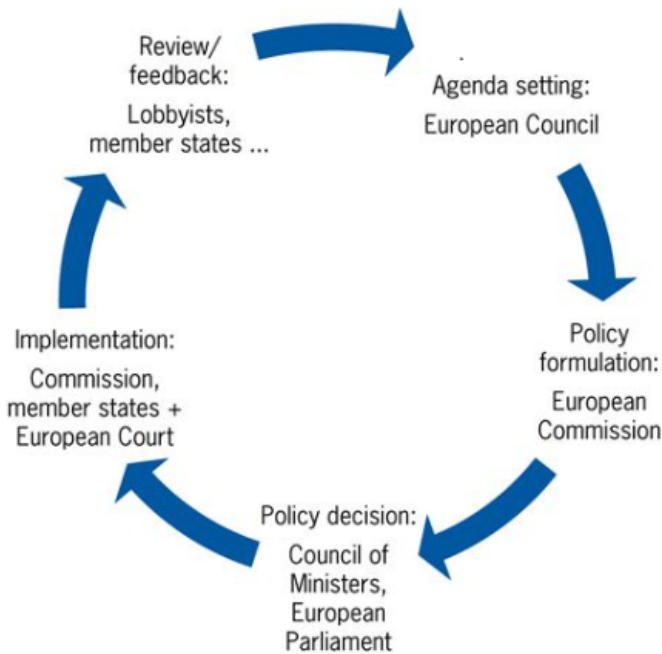 Review/
feedback:
Lobbyists,
member states ...
Agenda setting:
European Council
Policy
formulation:
European
Commission
Policy decision:
Council of
Ministers,
European
Parliament
Implementation:
Commission,
member states +
European Court